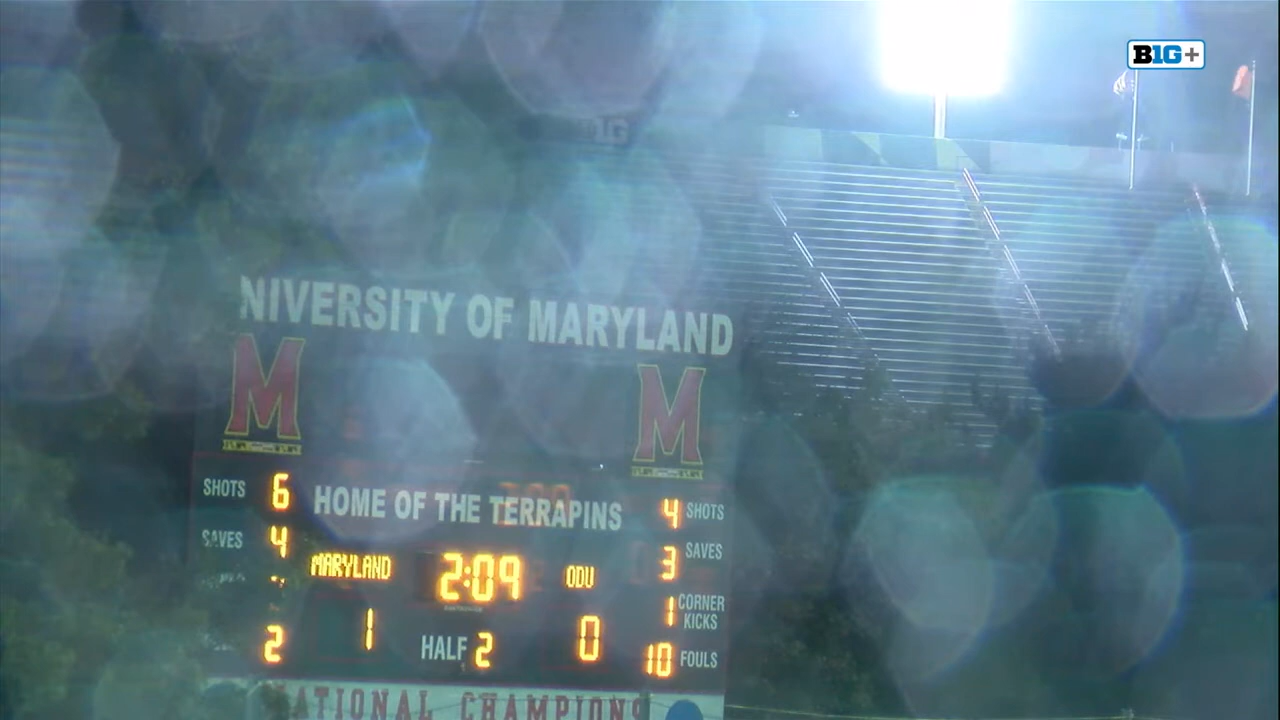 B1G+
NIVERSITY OF MARYLAND
M
M
SHOTS 6 HOME OF THE TERRAPINS 4 SHOTS
SAVES 4 MARYLAND 2:09 ODU 3 SAVES
1 CORNER KICKS
2 1 HALF 2 0 10 FOULS
NATIONAL CHAMPIONS